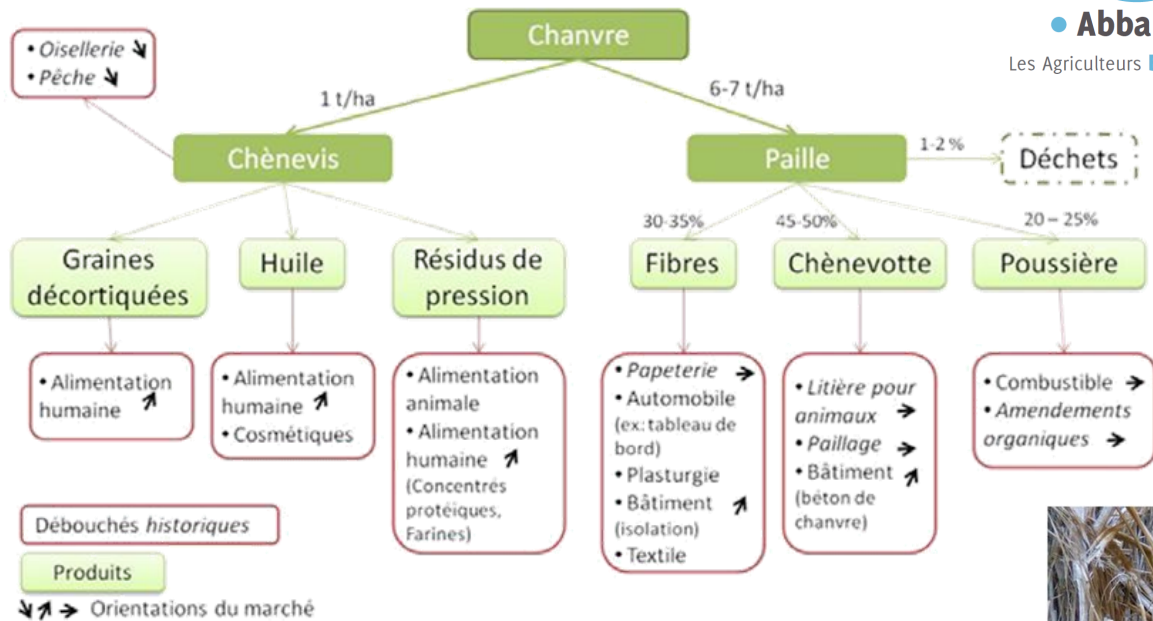 Chanvre
• Abba
Les Agriculteurs
• Oisellerie ↘
• Pêche ↘
1 t/ha
6-7 t/ha
Chènevis
Paille
1-2 %
Déchets
30-35%
45-50%
20 – 25%
Graines
décortiquées
Huile
Résidus de
pression
Fibres
Chènevotte
Poussière
• Alimentation
humaine ↗
• Alimentation
humaine ↗
• Cosmétiques
• Alimentation
animale
• Alimentation
humaine ↗
(Concentrés
protéiques,
Farines)
• Papeterie →
• Automobile
(ex: tableau de
bord)
• Plasturgie
• Bâtiment ↗
(isolation)
• Textile
• Litière pour
animaux →
• Paillage →
• Bâtiment ↗
(béton de
chanvre)
• Combustible →
• Amendements
organiques →
Débouchés historiques
Produits
↘↗→ Orientations du marché